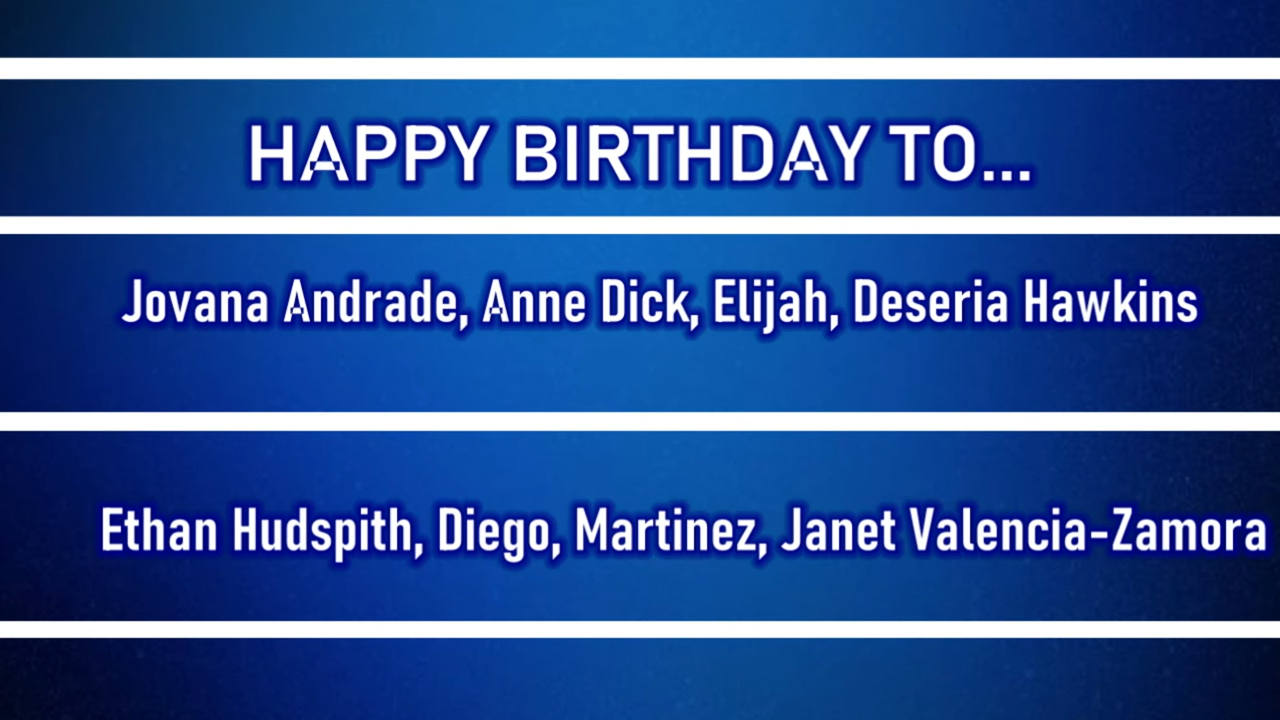 HAPPY BIRTHDAY TO...
Jovana Andrade, Anne Dick, Elijah, Deseria Hawkins
Ethan Hudspith, Diego, Martinez, Janet Valencia-Zamora